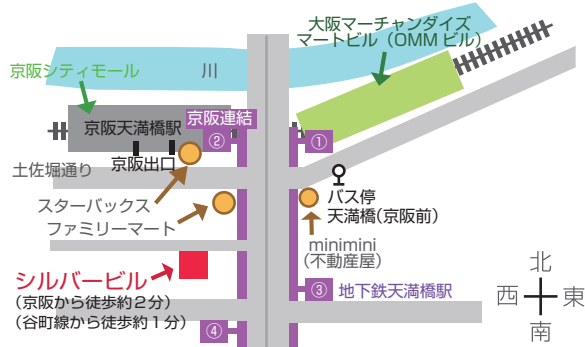 大阪マーチャンダイズ
マートビル（OMMビル）
川
京阪シティモール
京阪連結
京阪天満橋駅
②
①
京阪出口
土佐堀通り
バス停
天満橋(京阪前)
スターバックス
ファミリーマート
minimini
(不動産屋)
シルバービル
(京阪から徒歩約２分)
(谷町線から徒歩約１分)
③
地下鉄天満橋駅
④
北
西
東
南